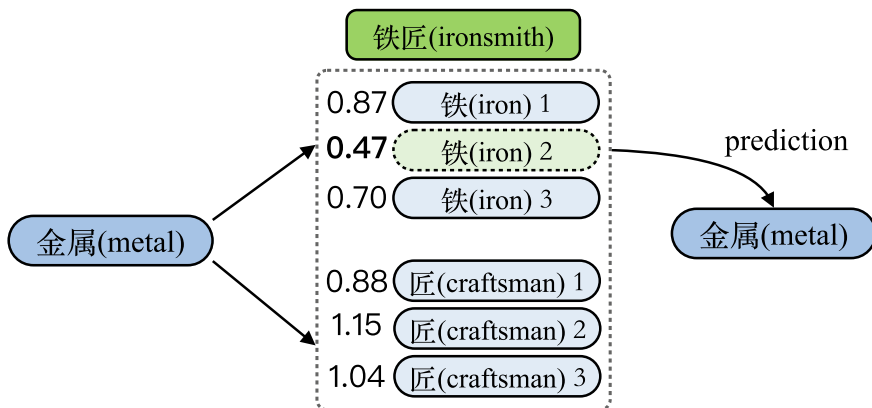 铁匠(ironsmith)
0.87 铁(iron) 1
0.47 铁(iron) 2
prediction
0.70 铁(iron) 3
金属(metal)
金属(metal)
0.88 匠(craftsman) 1
1.15 匠(craftsman) 2
1.04 匠(craftsman) 3